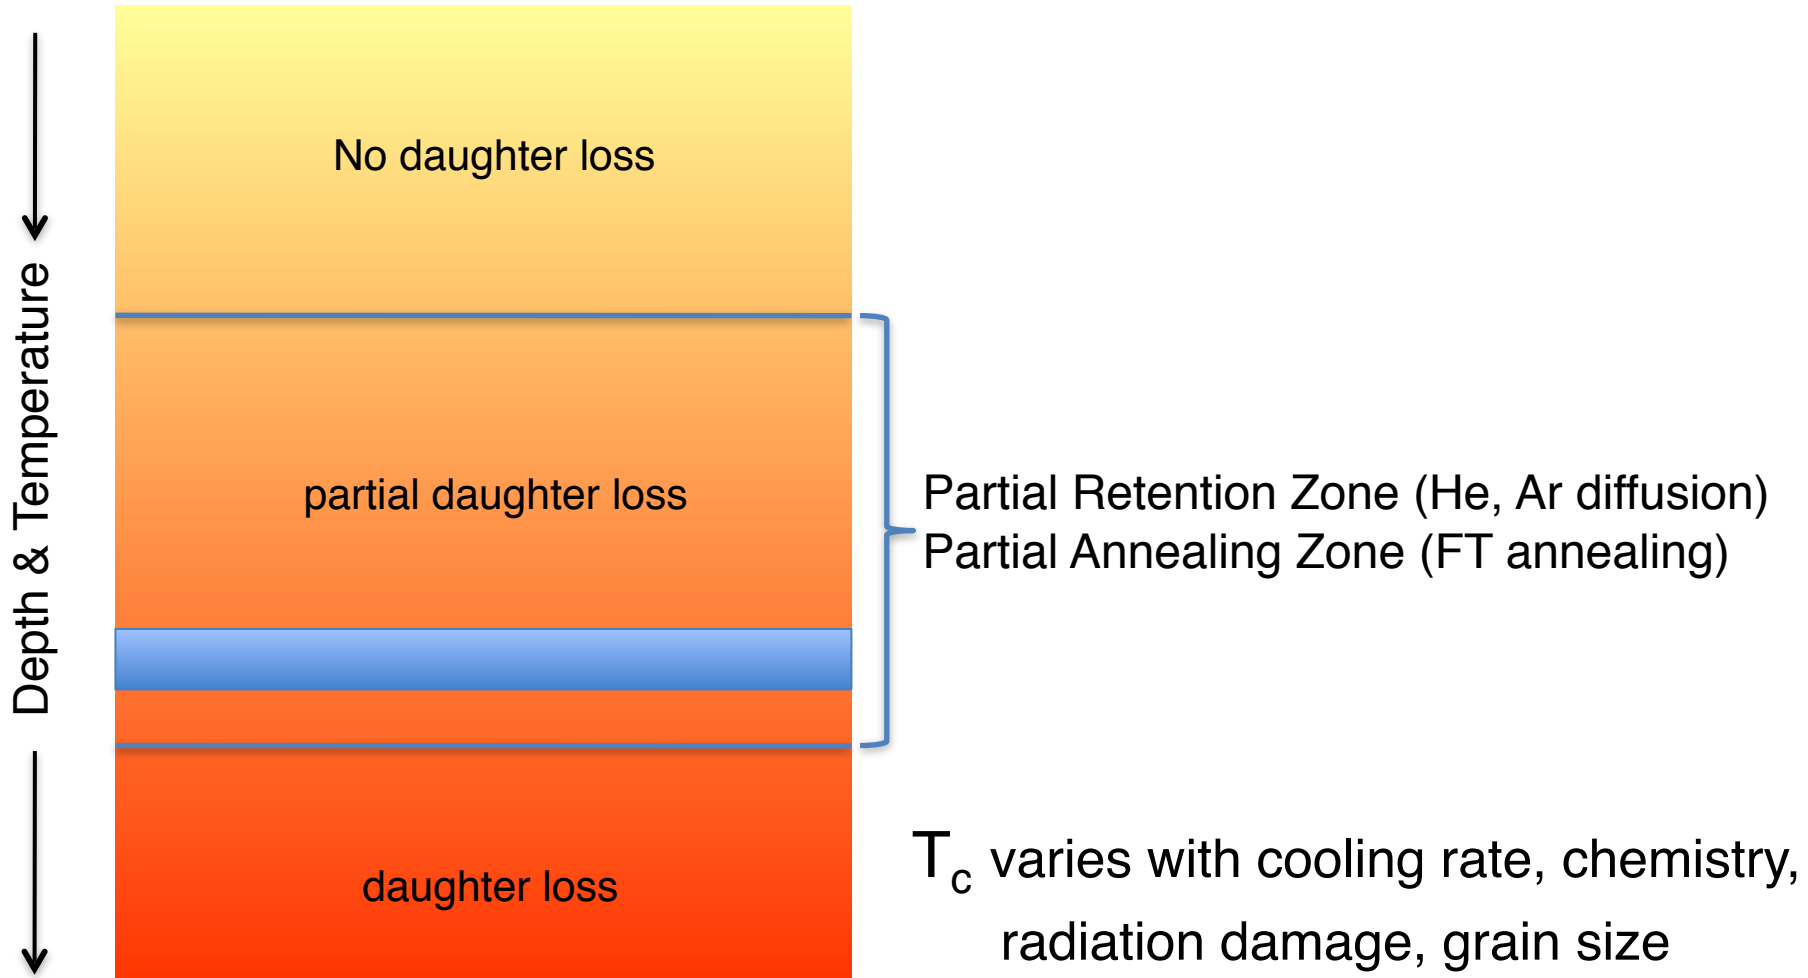 Depth & Temperature
No daughter loss
partial daughter loss
Partial Retention Zone (He, Ar diffusion)
Partial Annealing Zone (FT annealing)
daughter loss
Tc varies with cooling rate, chemistry,
radiation damage, grain size